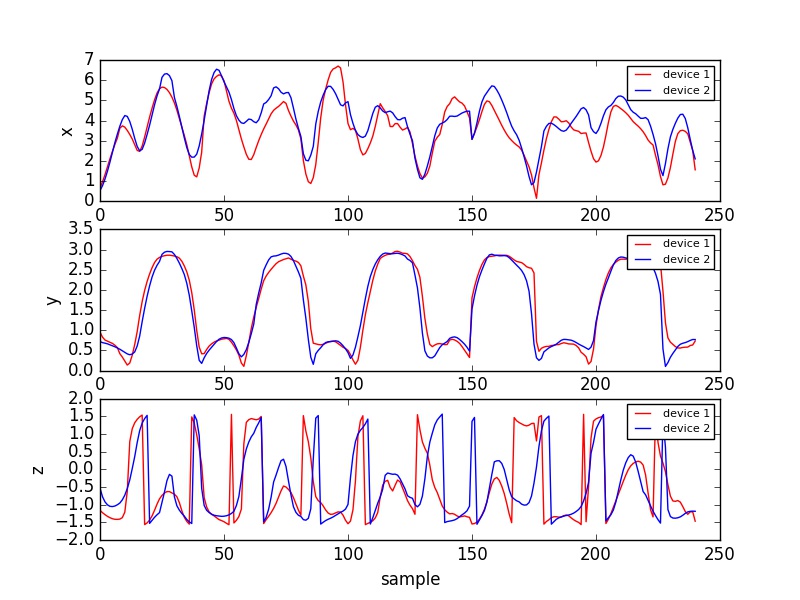 7
6
5
4
3
2
1
0
x
device 1
device 2
0 50 100 150 200 250
3.5
3.0
2.5
2.0
1.5
1.0
0.5
0.0
y
device 1
device 2
0 50 100 150 200 250
2.0
1.5
1.0
0.5
0.0
−0.5
−1.0
−1.5
−2.0
z
device 1
device 2
0 50 100 150 200 250
sample